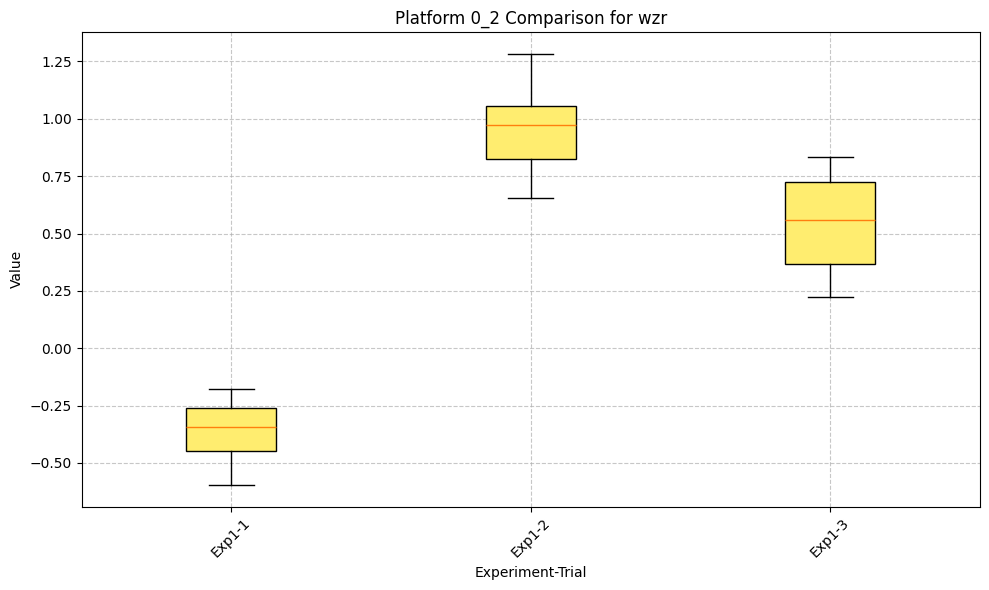 Platform 0_2 Comparison for wzr
Value
1.25
1.00
0.75
0.50
0.25
0.00
−0.25
−0.50
Exp1-1
Exp1-2
Exp1-3
Experiment-Trial